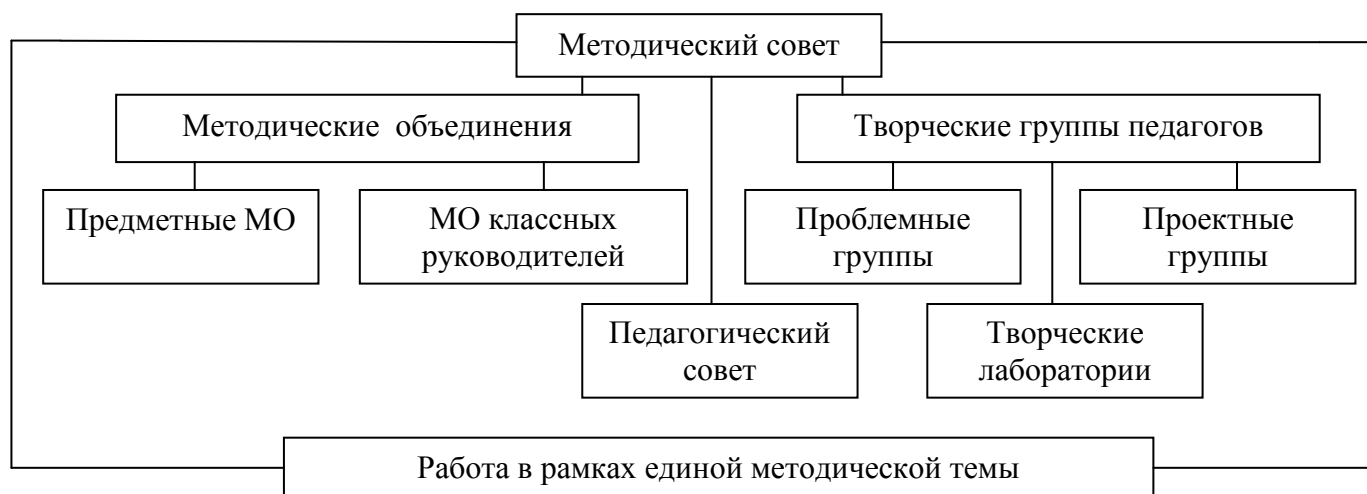 Методический совет
Методические объединения
Творческие группы педагогов
Предметные МО
МО классных
руководителей
Проблемные
группы
Проектные
группы
Педагогический
совет
Творческие
лаборатории
Работа в рамках единой методической темы